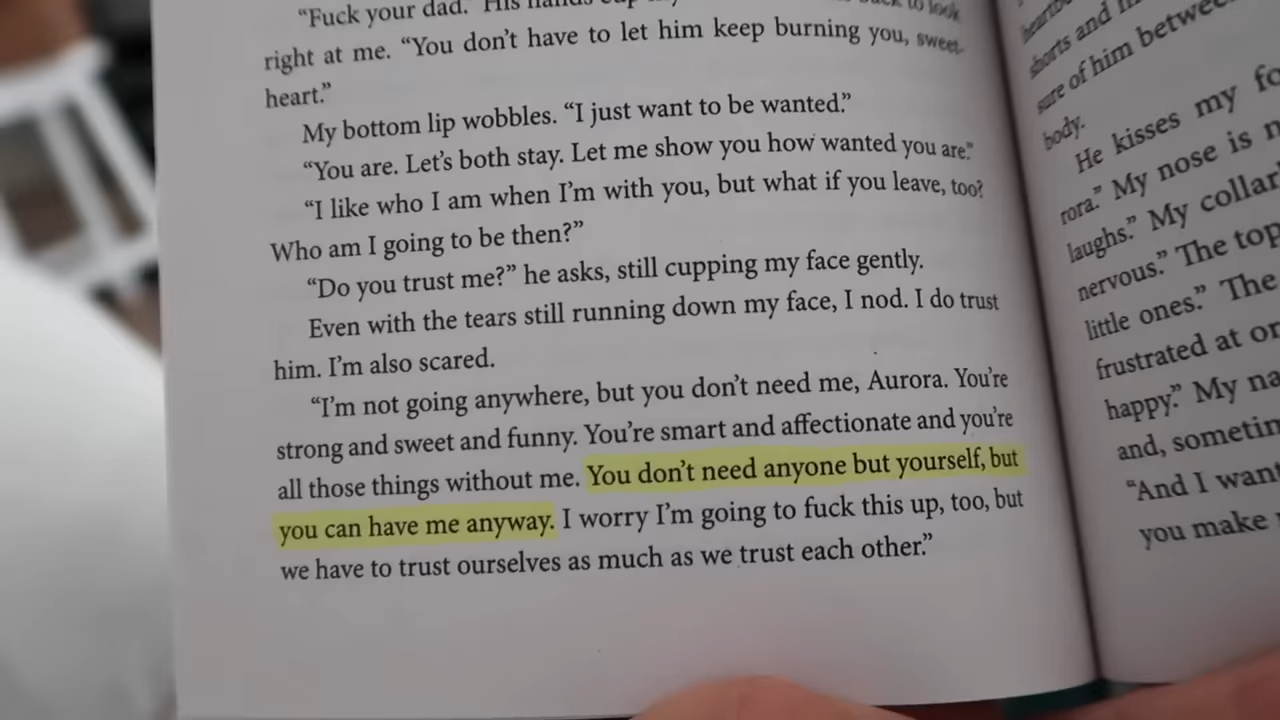 “Fuck your dad.” His hands cup
back to look
right at me. “You don’t have to let him keep burning you, sweet-
heart.”
My bottom lip wobbles. “I just want to be wanted.”
“You are. Let’s both stay. Let me show you how wanted you are.”
“I like who I am when I’m with you, but what if you leave, too?
Who am I going to be then?”
“Do you trust me?” he asks, still cupping my face gently.
Even with the tears still running down my face, I nod. I do trust
him. I’m also scared.
“I’m not going anywhere, but you don’t need me, Aurora. You’re
strong and sweet and funny. You’re smart and affectionate and you’re
all those things without me. You don’t need anyone but yourself, but
you can have me anyway. I worry I’m going to fuck this up, too, but
we have to trust ourselves as much as we trust each other.”
shorts and
sure of him between
body.
He kisses my
rora.” My nose is
laughs.” My collar
nervous.” The top
little ones.” The
frustrated at
happy.” My
and,
“And I want
you make